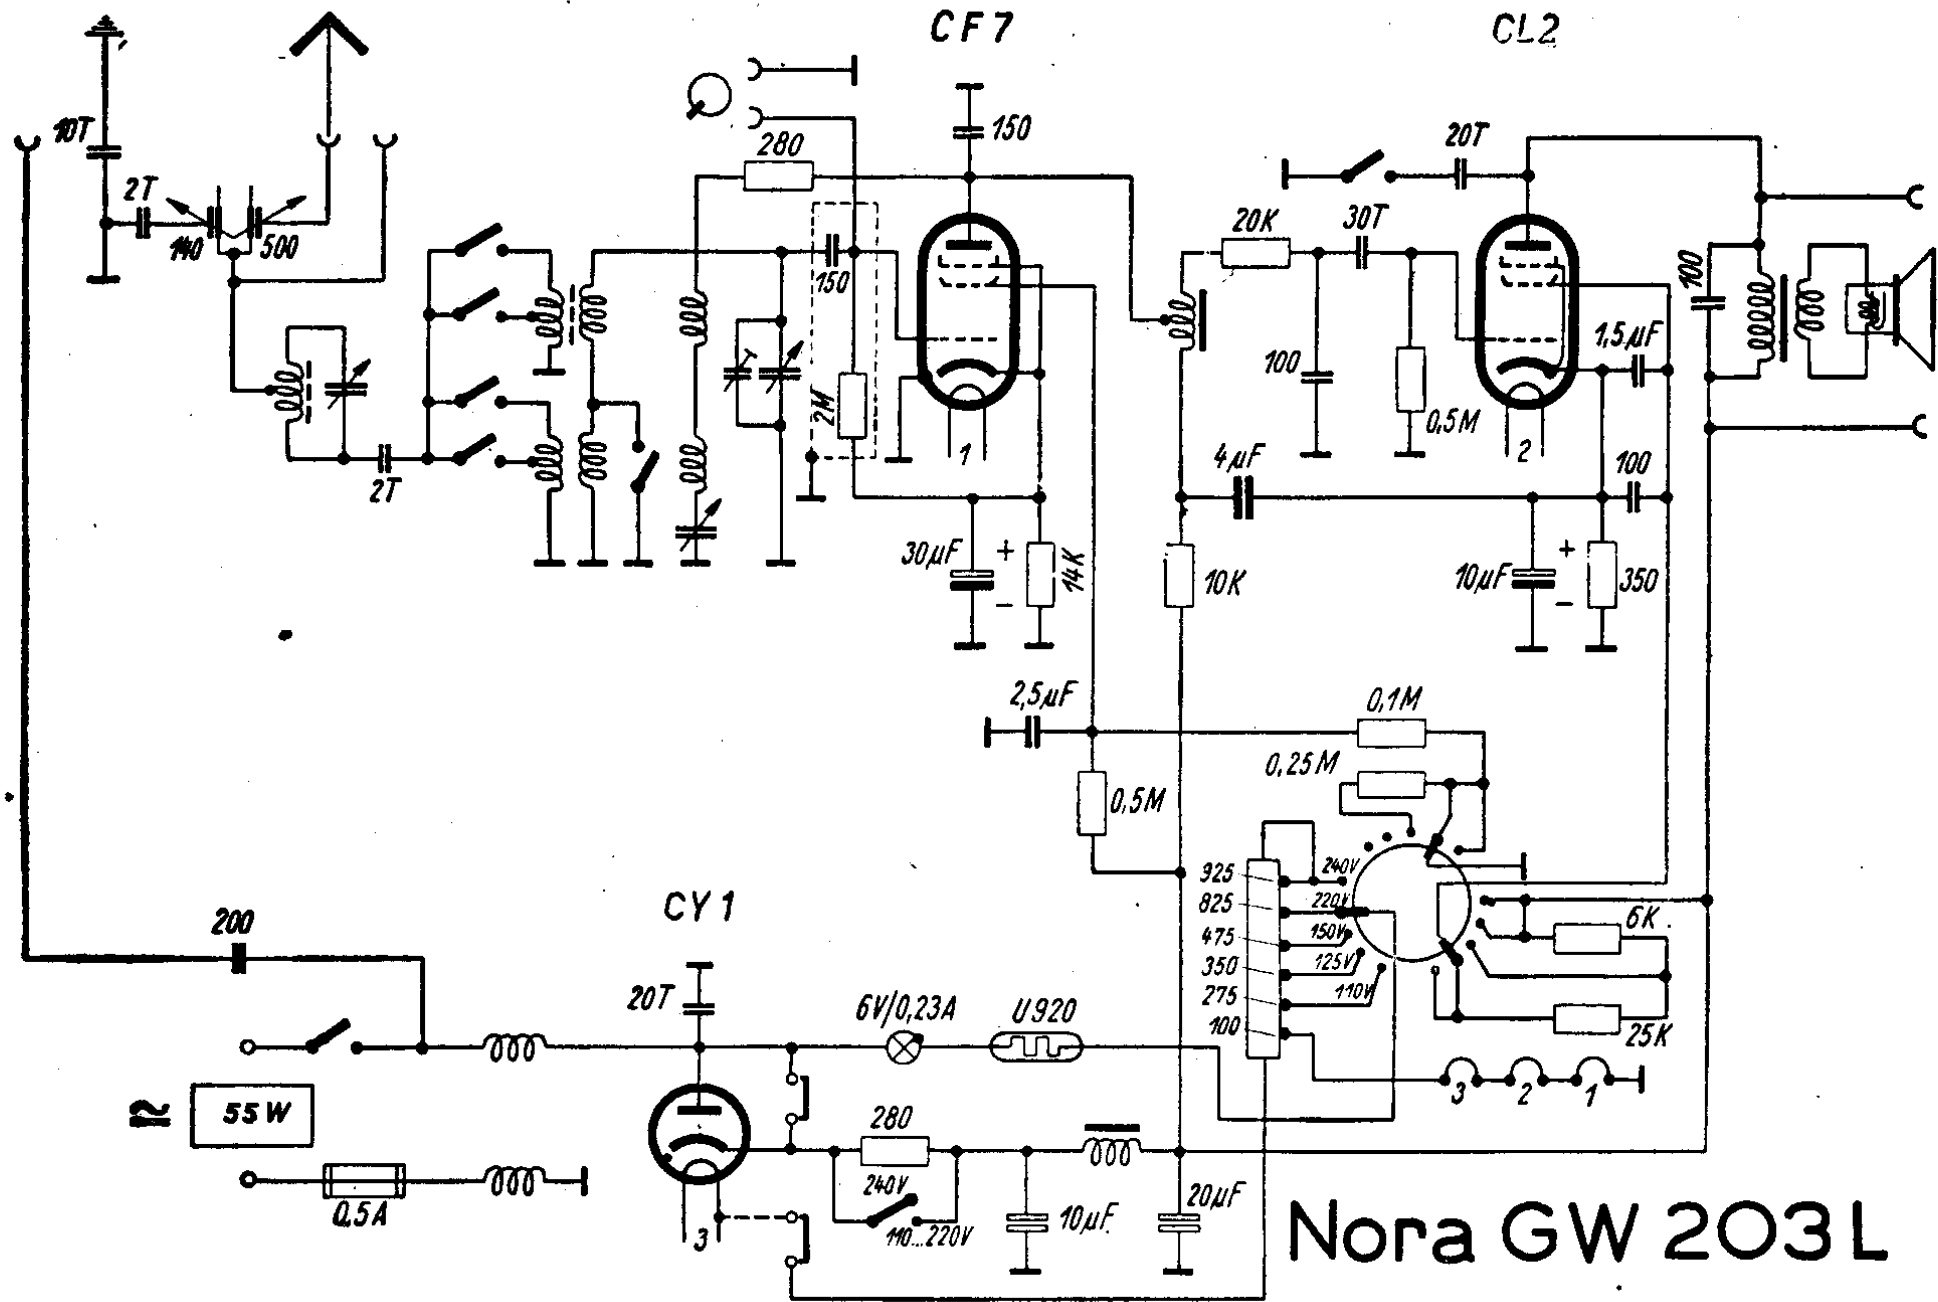 CF7
CL2
10T
2T
140
500
280
150
20T
20K
30T
100
150
2M
100
0,5M
1,5µF
2T
1
2
4µF
100
30µF
+
−
14K
10K
10µF
+
−
350
2,5µF
0,1M
0,25M
0,5M
925
825
475
350
275
100
240V
220V
150V
125V
110V
6K
25K
CY1
200
20T
6V/0,23A
U920
3
2
1
≂
55W
280
240V
110...220V
3
0,5A
10µF
20µF
Nora GW 203L